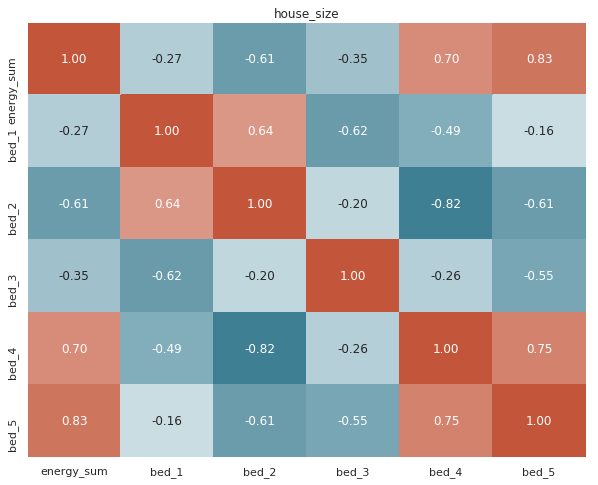 house_size
energy_sum 1.00 -0.27 -0.61 -0.35 0.70 0.83
bed_1 -0.27 1.00 0.64 -0.62 -0.49 -0.16
bed_2 -0.61 0.64 1.00 -0.20 -0.82 -0.61
bed_3 -0.35 -0.62 -0.20 1.00 -0.26 -0.55
bed_4 0.70 -0.49 -0.82 -0.26 1.00 0.75
bed_5 0.83 -0.16 -0.61 -0.55 0.75 1.00
energy_sum bed_1 bed_2 bed_3 bed_4 bed_5